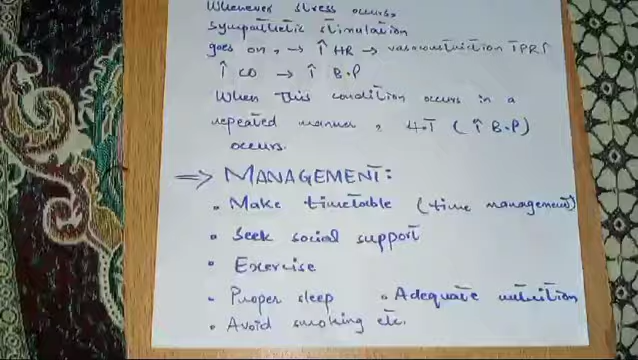 Whenever stress occurs,
sympathetic stimulation
goes on, → ↑ HR → vasoconstriction ↑PR↑
↑ CO → ↑ B.P
When this condition occurs in a
repeated manner, H.T (↑ B.P)
occurs.
⇒ MANAGEMENT:
• Make timetable (time management)
• Seek social support
• Exercise
• Proper sleep • Adequate nutrition
• Avoid smoking etc.